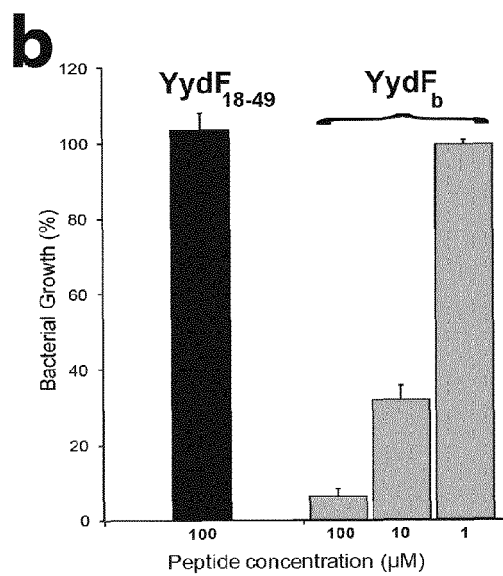 b
YydF18-49
YydFb
120
100
80
60
40
20
0
Bacterial Growth (%)
100
100
10
1
Peptide concentration (µM)